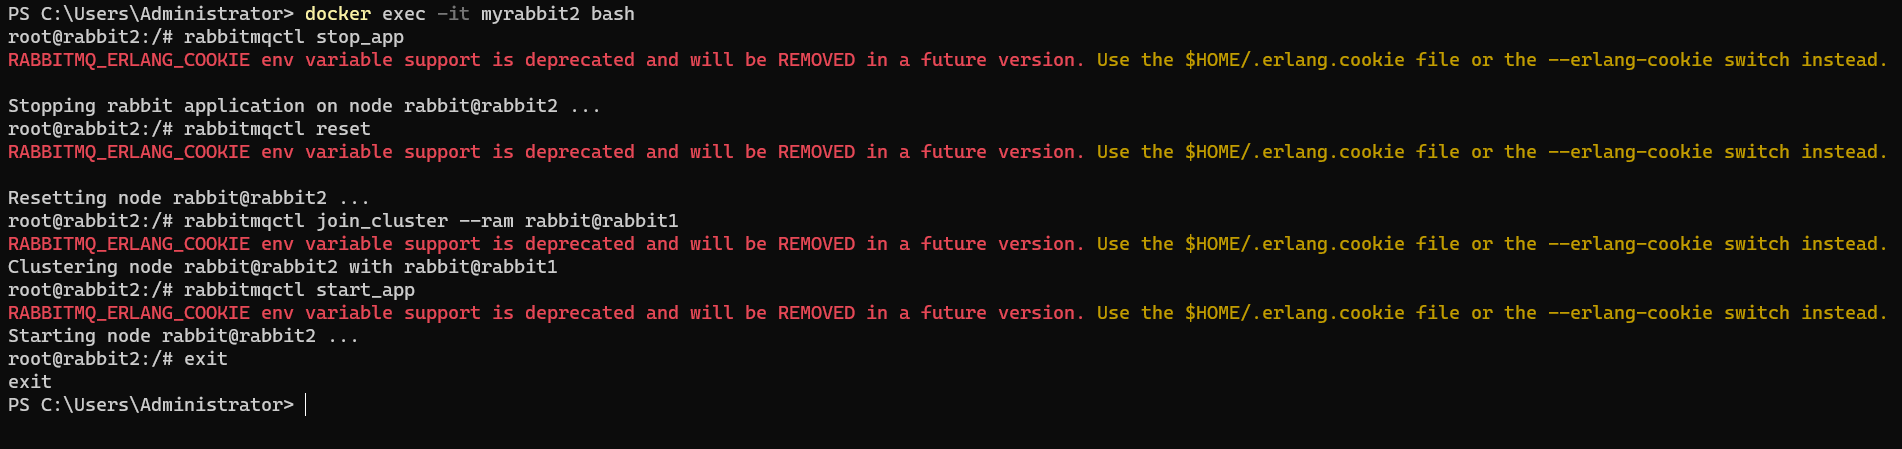 PS C:\Users\Administrator> docker exec -it myrabbit2 bash
root@rabbit2:/# rabbitmqctl stop_app
RABBITMQ_ERLANG_COOKIE env variable support is deprecated and will be REMOVED in a future version. Use the $HOME/.erlang.cookie file or the --erlang-cookie switch instead.
Stopping rabbit application on node rabbit@rabbit2 ...
root@rabbit2:/# rabbitmqctl reset
RABBITMQ_ERLANG_COOKIE env variable support is deprecated and will be REMOVED in a future version. Use the $HOME/.erlang.cookie file or the --erlang-cookie switch instead.
Resetting node rabbit@rabbit2 ...
root@rabbit2:/# rabbitmqctl join_cluster --ram rabbit@rabbit1
RABBITMQ_ERLANG_COOKIE env variable support is deprecated and will be REMOVED in a future version. Use the $HOME/.erlang.cookie file or the --erlang-cookie switch instead.
Clustering node rabbit@rabbit2 with rabbit@rabbit1
root@rabbit2:/# rabbitmqctl start_app
RABBITMQ_ERLANG_COOKIE env variable support is deprecated and will be REMOVED in a future version. Use the $HOME/.erlang.cookie file or the --erlang-cookie switch instead.
Starting node rabbit@rabbit2 ...
root@rabbit2:/# exit
exit
PS C:\Users\Administrator>